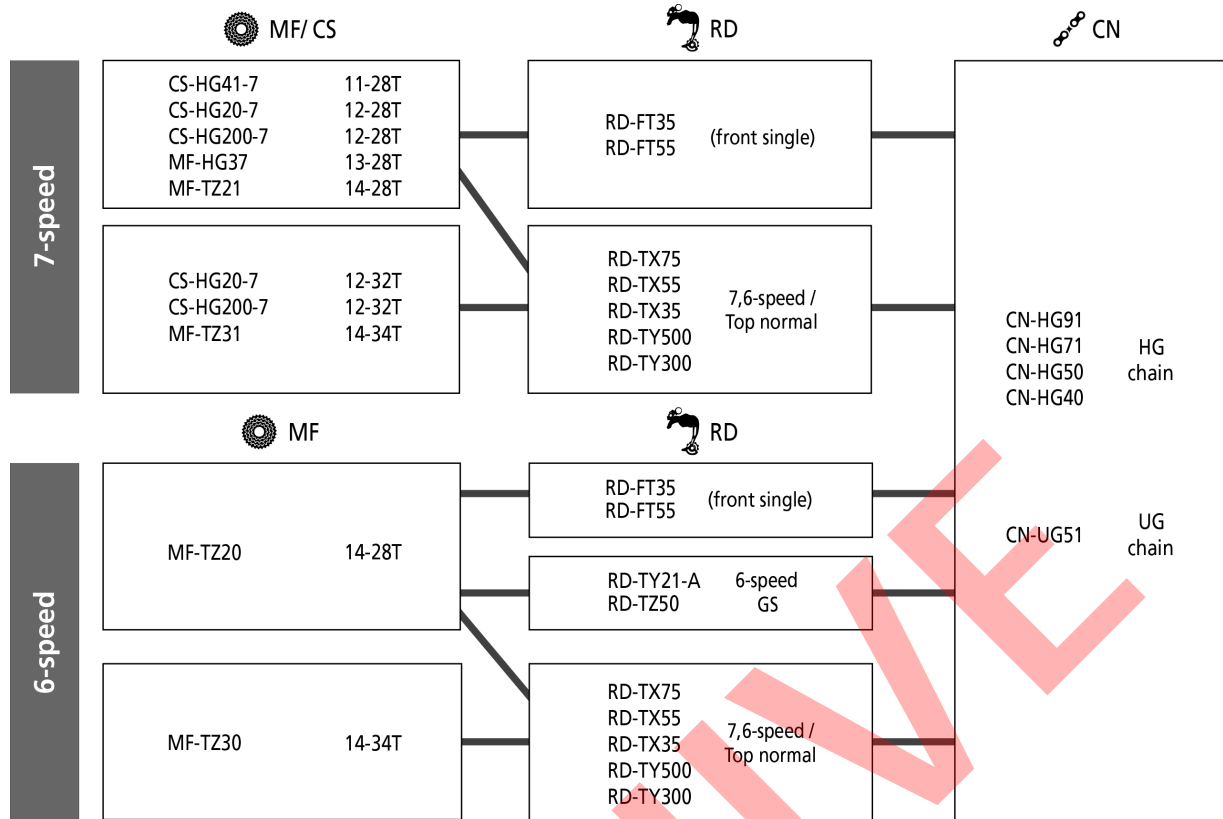 MF/ CS
RD
CN
7-speed
CS-HG41-7 11-28T
CS-HG20-7 12-28T
CS-HG200-7 12-28T
MF-HG37 13-28T
MF-TZ21 14-28T
RD-FT35
RD-FT55
(front single)
CS-HG20-7 12-32T
CS-HG200-7 12-32T
MF-TZ31 14-34T
RD-TX75
RD-TX55
RD-TX35
RD-TY500
RD-TY300
7,6-speed /
Top normal
CN-HG91
CN-HG71
CN-HG50
CN-HG40
HG
chain
MF
RD
6-speed
MF-TZ20 14-28T
RD-FT35
RD-FT55
(front single)
RD-TY21-A
RD-TZ50
6-speed
GS
CN-UG51
UG
chain
MF-TZ30 14-34T
RD-TX75
RD-TX55
RD-TX35
RD-TY500
RD-TY300
7,6-speed /
Top normal
IVE